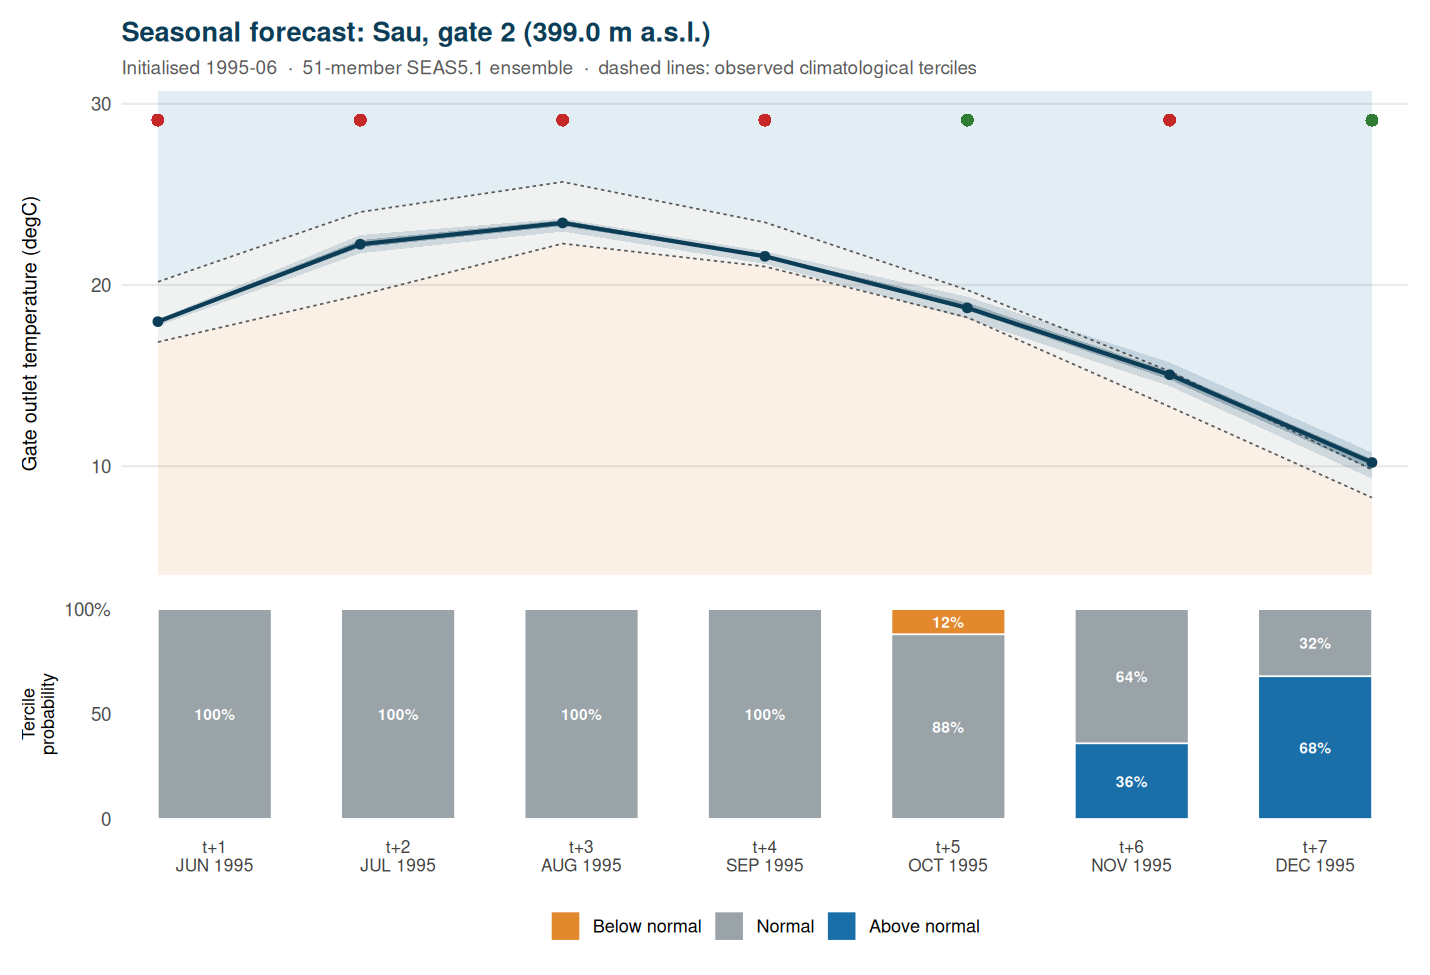 Seasonal forecast: Sau, gate 2 (399.0 m a.s.l.)
Initialised 1995-06 · 51-member SEAS5.1 ensemble · dashed lines: observed climatological terciles
Gate outlet temperature (degC)
30
20
10
Tercile
probability
100%
50
0
100%
100%
100%
100%
12%
88%
64%
36%
32%
68%
t+1
JUN 1995
t+2
JUL 1995
t+3
AUG 1995
t+4
SEP 1995
t+5
OCT 1995
t+6
NOV 1995
t+7
DEC 1995
Below normal
Normal
Above normal